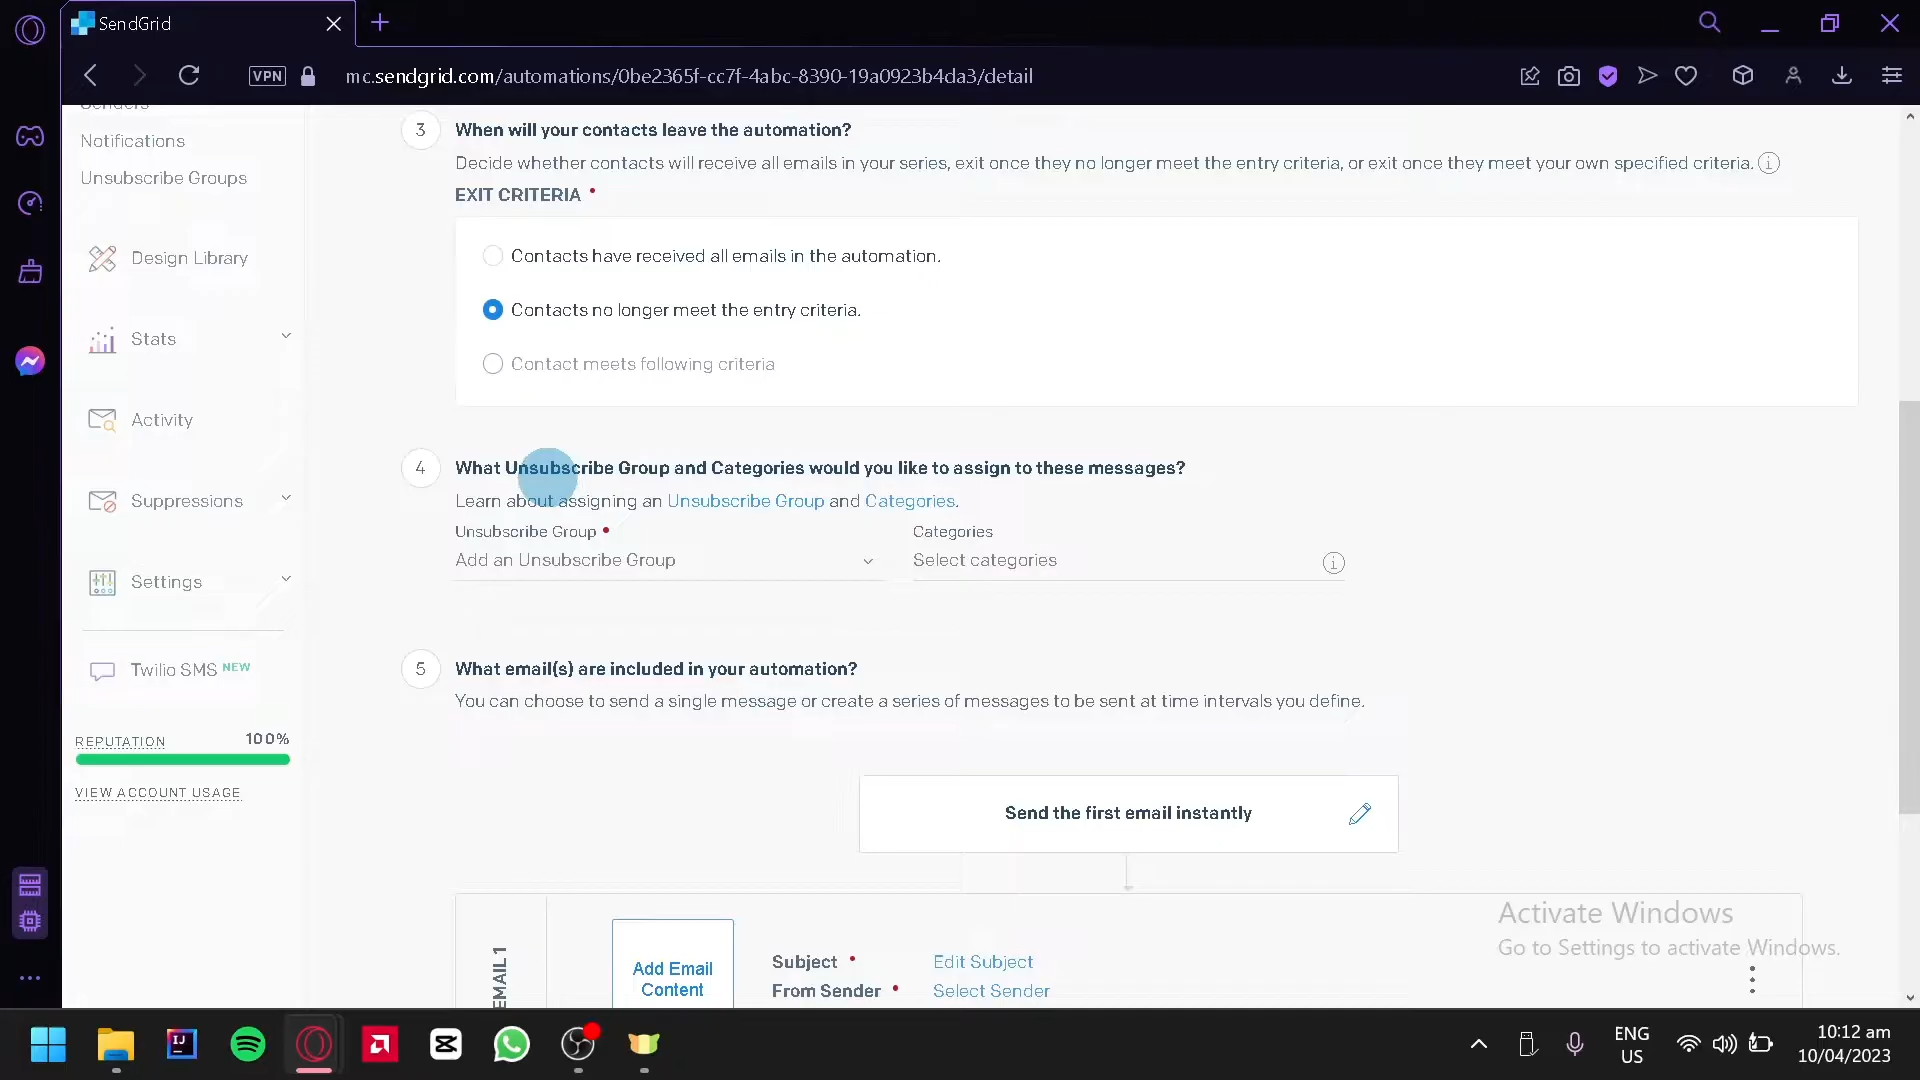 SendGrid
VPN
mc.sendgrid.com/automations/0be2365f-cc7f-4abc-8390-19a0923b4da3/detail
Senders
Notifications
Unsubscribe Groups
Design Library
Stats
Activity
Suppressions
Settings
Twilio SMS NEW
REPUTATION 100%
VIEW ACCOUNT USAGE
3 When will your contacts leave the automation?
Decide whether contacts will receive all emails in your series, exit once they no longer meet the entry criteria, or exit once they meet your own specified criteria.
EXIT CRITERIA •
Contacts have received all emails in the automation.
Contacts no longer meet the entry criteria.
Contact meets following criteria
4 What Unsubscribe Group and Categories would you like to assign to these messages?
Learn about assigning an Unsubscribe Group and Categories.
Unsubscribe Group • Categories
Add an Unsubscribe Group Select categories
5 What email(s) are included in your automation?
You can choose to send a single message or create a series of messages to be sent at time intervals you define.
Send the first email instantly
EMAIL 1
Add Email
Content
Subject • Edit Subject
From Sender • Select Sender
Activate Windows
Go to Settings to activate Windows.
IJ
ENG
US
10:12 am
10/04/2023